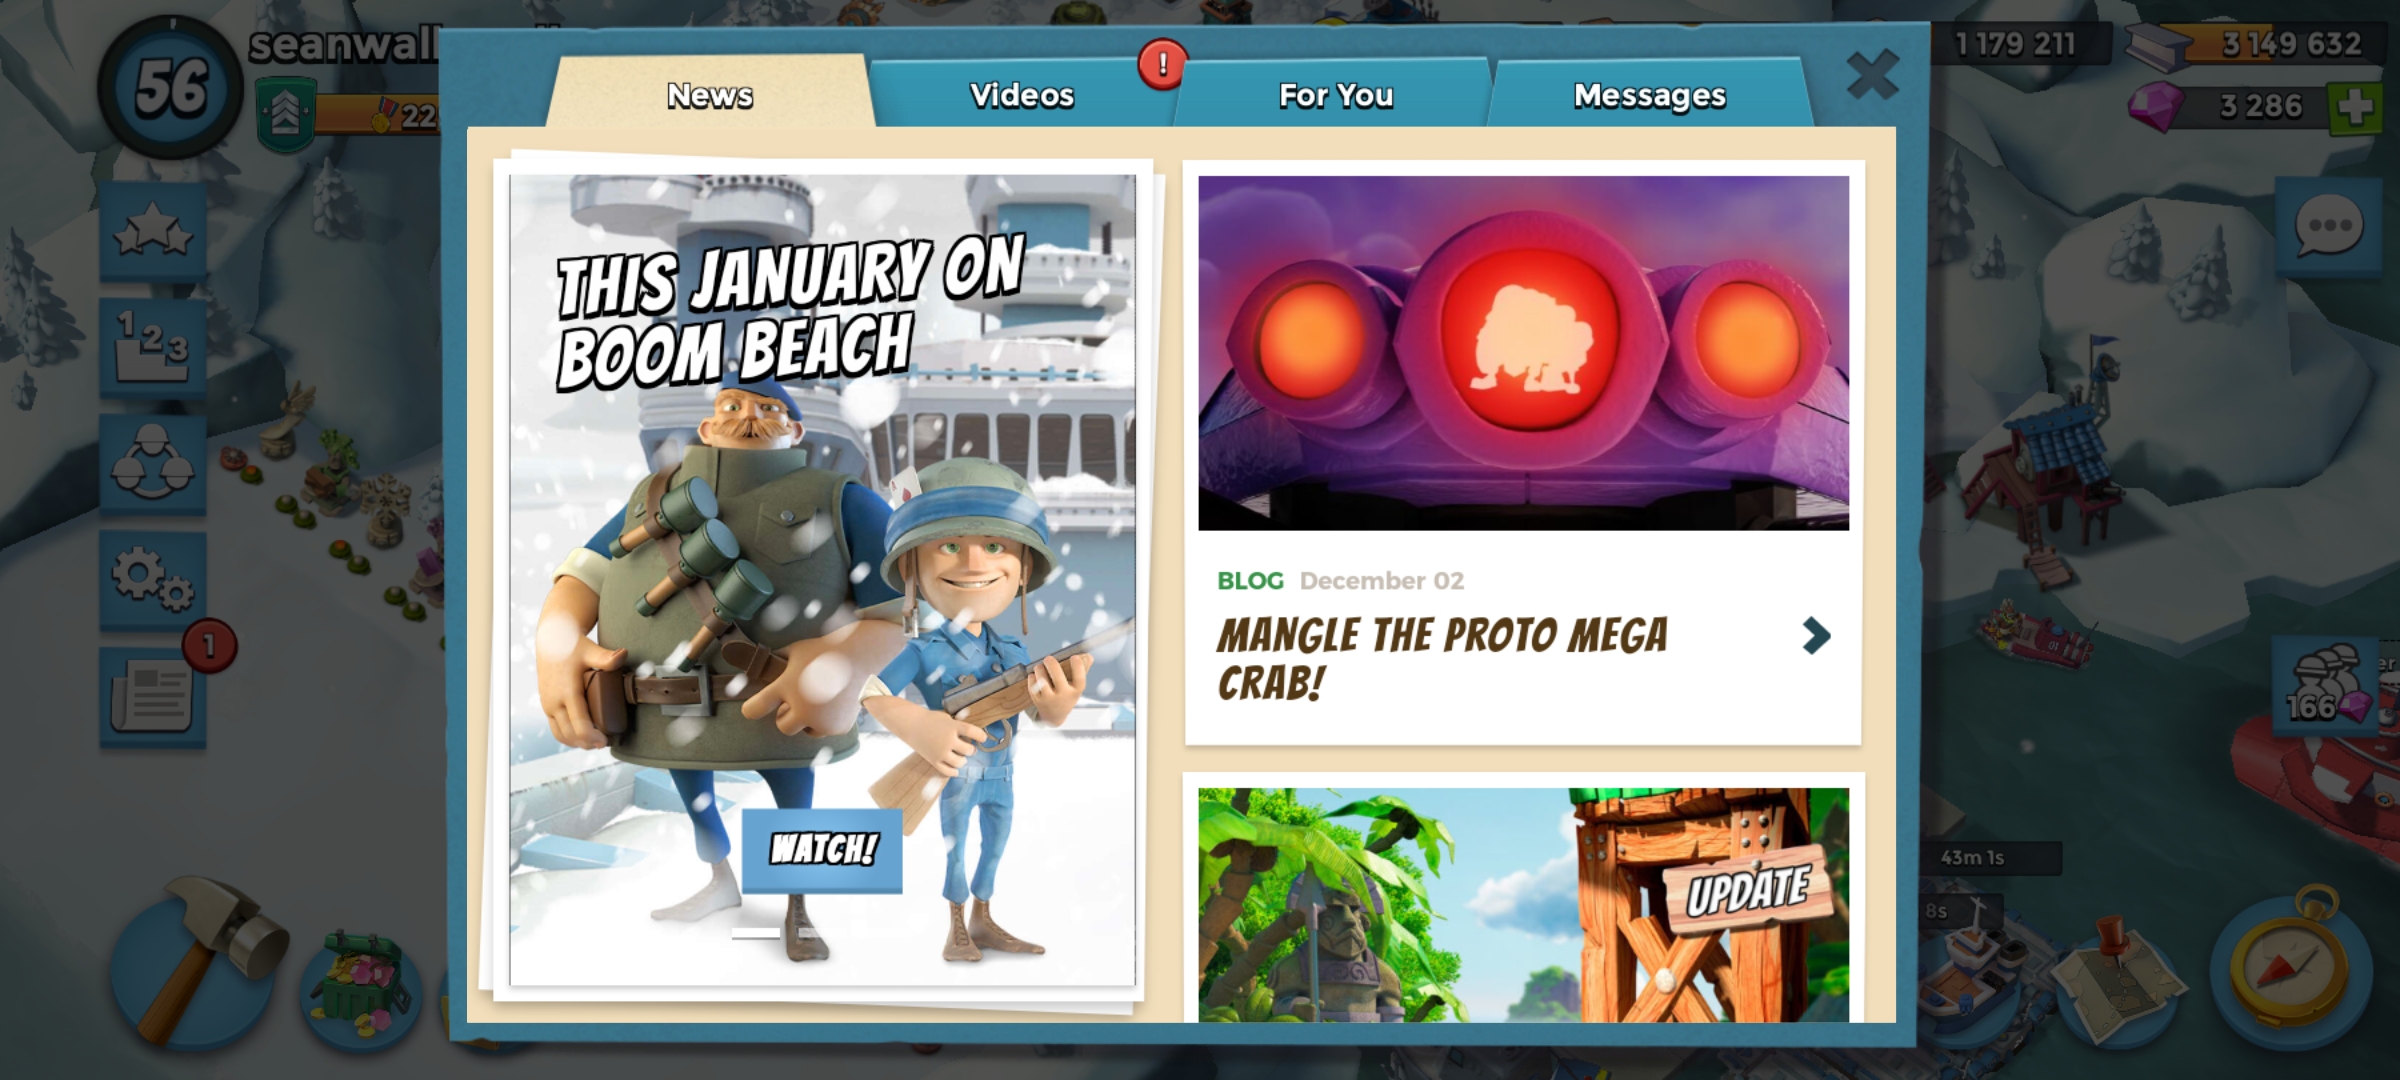 56
seanwall
22
1 179 211
3 149 632
3 286
News
Videos
!
For You
Messages
THIS JANUARY ON
BOOM BEACH
WATCH!
BLOG December 02
MANGLE THE PROTO MEGA
CRAB!
UPDATE
1 2 3
1
166
43m 1s
8s